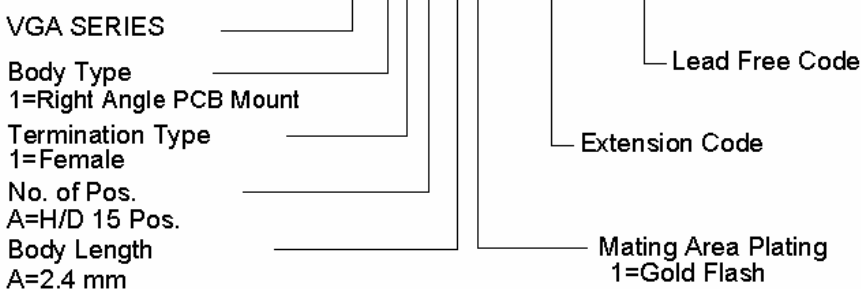 VGA SERIES
Body Type
1=Right Angle PCB Mount
Termination Type
1=Female
No. of Pos.
A=H/D 15 Pos.
Body Length
A=2.4 mm
Lead Free Code
Extension Code
Mating Area Plating
1=Gold Flash